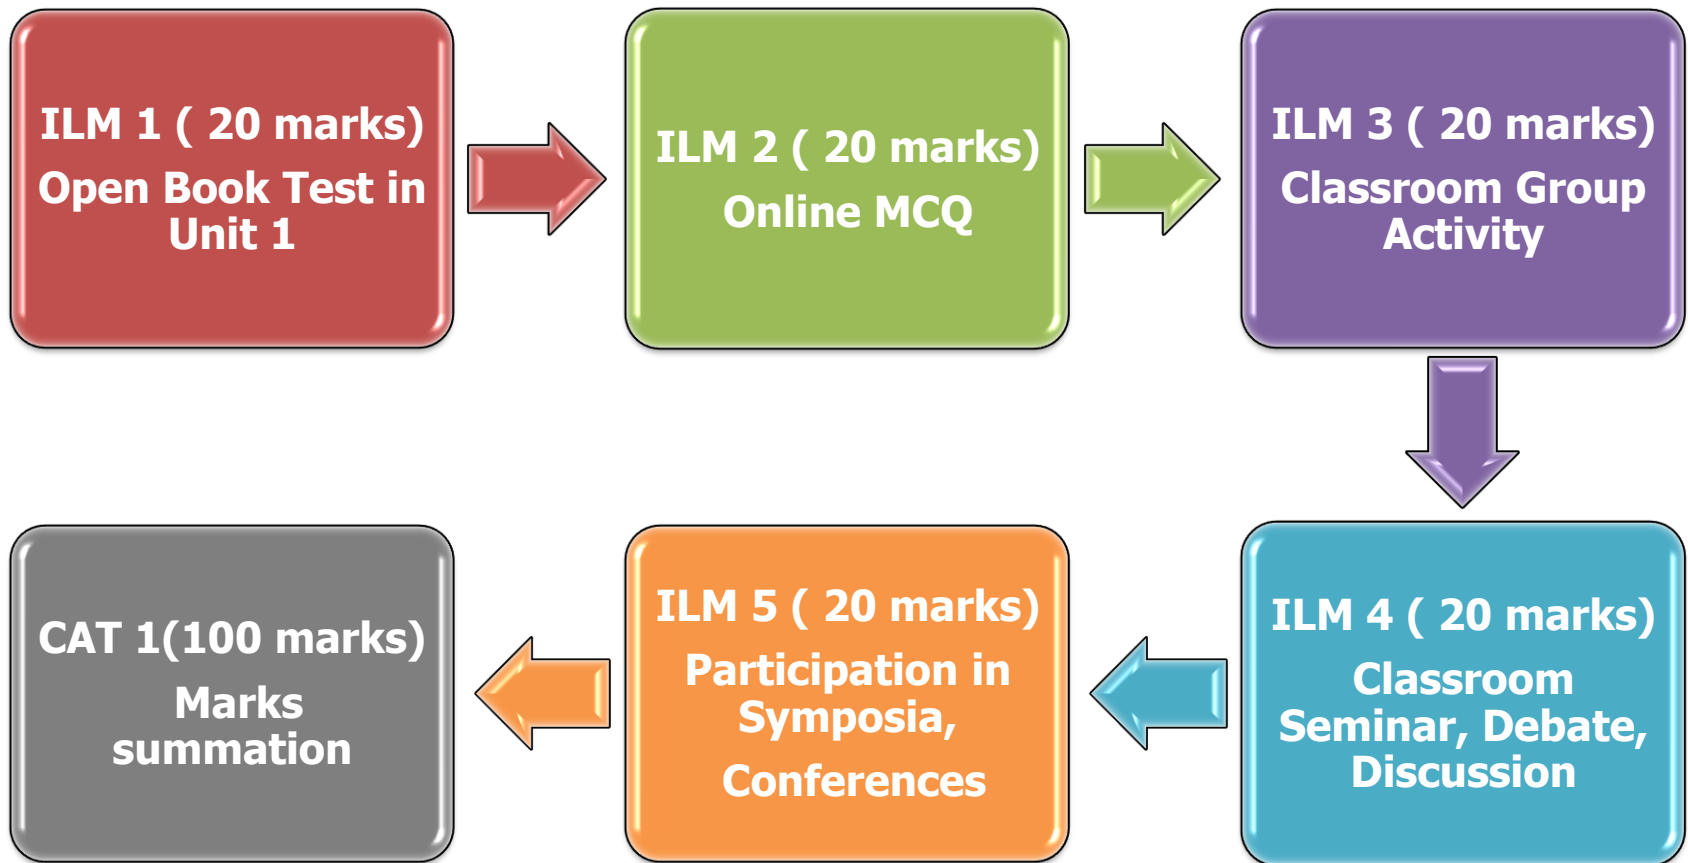 ILM 1 ( 20 marks)
Open Book Test in
Unit 1
ILM 2 ( 20 marks)
Online MCQ
ILM 3 ( 20 marks)
Classroom Group
Activity
ILM 4 ( 20 marks)
Classroom
Seminar, Debate,
Discussion
ILM 5 ( 20 marks)
Participation in
Symposia,
Conferences
CAT 1(100 marks)
Marks
summation